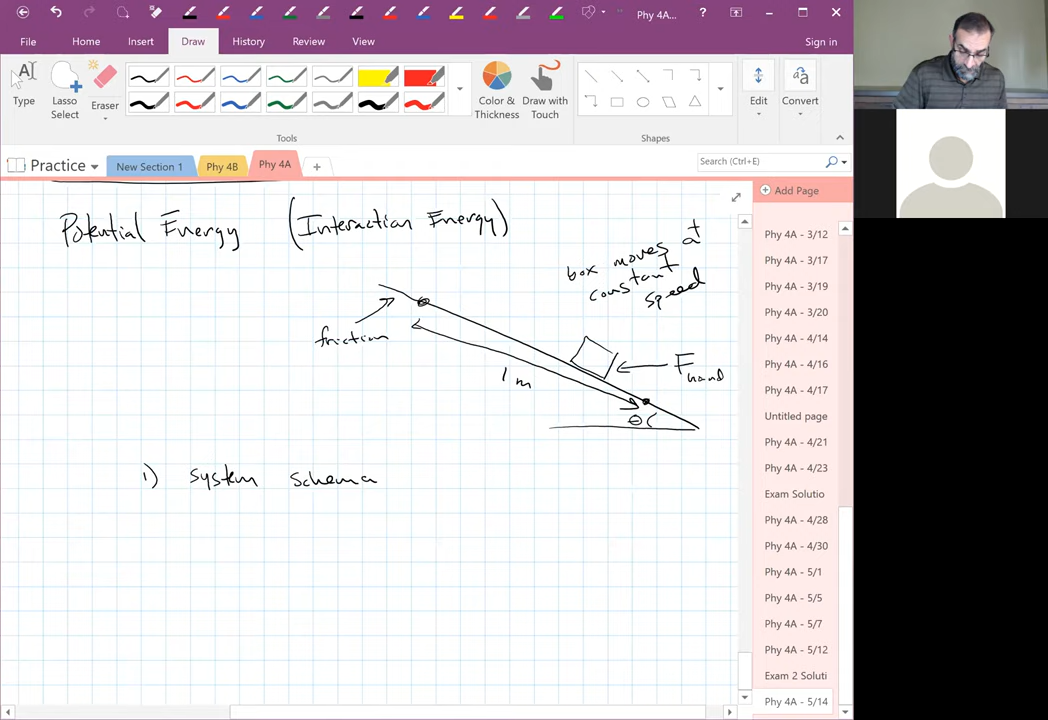 Phy 4A...
File
Home
Insert
Draw
History
Review
View
Sign in
Type
Lasso
Select
Eraser
Color &
Thickness
Draw with
Touch
Edit
Convert
Tools
Shapes
Practice
New Section 1
Phy 4B
Phy 4A
Search (Ctrl+E)
Add Page
Phy 4A - 3/12
Phy 4A - 3/17
Phy 4A - 3/19
Phy 4A - 3/20
Phy 4A - 4/14
Phy 4A - 4/16
Phy 4A - 4/17
Untitled page
Phy 4A - 4/21
Phy 4A - 4/23
Exam Solutio
Phy 4A - 4/28
Phy 4A - 4/30
Phy 4A - 5/1
Phy 4A - 5/5
Phy 4A - 5/7
Phy 4A - 5/12
Exam 2 Soluti
Phy 4A - 5/14
Potential Energy (Interaction Energy)
box moves at
constant
speed
friction
1 m
F hand
θ
1) system schema